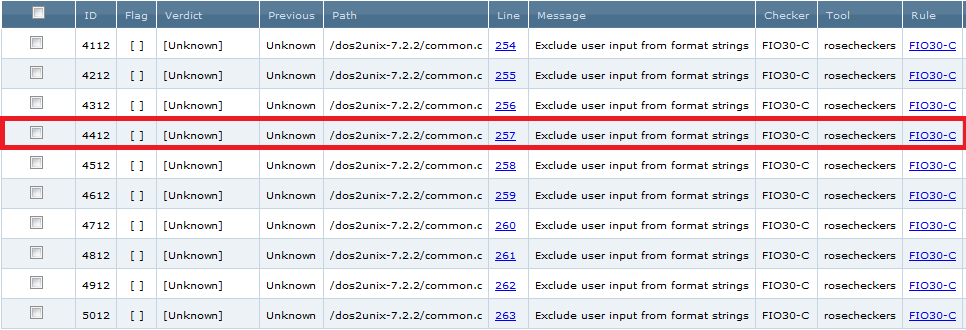 ID Flag Verdict Previous Path Line Message Checker Tool Rule
4112 [ ] [Unknown] Unknown /dos2unix-7.2.2/common.c 254 Exclude user input from format strings FIO30-C rosecheckers FIO30-C
4212 [ ] [Unknown] Unknown /dos2unix-7.2.2/common.c 255 Exclude user input from format strings FIO30-C rosecheckers FIO30-C
4312 [ ] [Unknown] Unknown /dos2unix-7.2.2/common.c 256 Exclude user input from format strings FIO30-C rosecheckers FIO30-C
4412 [ ] [Unknown] Unknown /dos2unix-7.2.2/common.c 257 Exclude user input from format strings FIO30-C rosecheckers FIO30-C
4512 [ ] [Unknown] Unknown /dos2unix-7.2.2/common.c 258 Exclude user input from format strings FIO30-C rosecheckers FIO30-C
4612 [ ] [Unknown] Unknown /dos2unix-7.2.2/common.c 259 Exclude user input from format strings FIO30-C rosecheckers FIO30-C
4712 [ ] [Unknown] Unknown /dos2unix-7.2.2/common.c 260 Exclude user input from format strings FIO30-C rosecheckers FIO30-C
4812 [ ] [Unknown] Unknown /dos2unix-7.2.2/common.c 261 Exclude user input from format strings FIO30-C rosecheckers FIO30-C
4912 [ ] [Unknown] Unknown /dos2unix-7.2.2/common.c 262 Exclude user input from format strings FIO30-C rosecheckers FIO30-C
5012 [ ] [Unknown] Unknown /dos2unix-7.2.2/common.c 263 Exclude user input from format strings FIO30-C rosecheckers FIO30-C